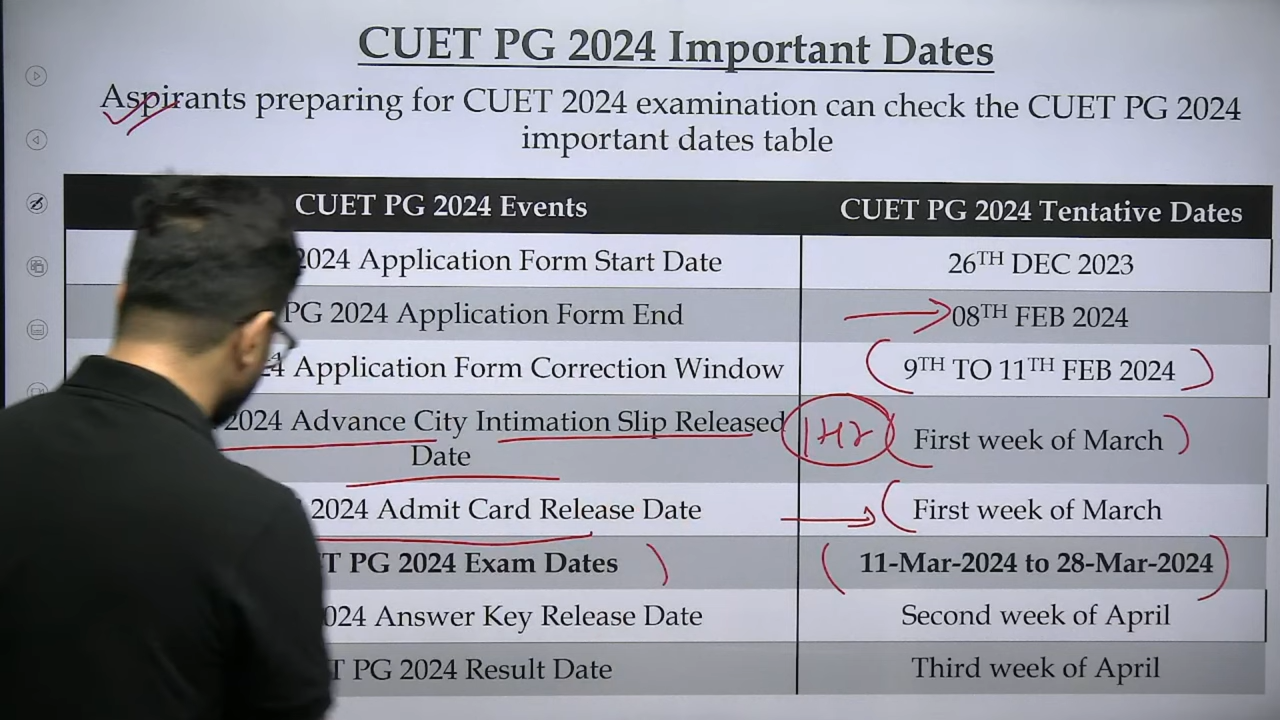 CUET PG 2024 Important Dates
Aspirants preparing for CUET 2024 examination can check the CUET PG 2024
important dates table
CUET PG 2024 Events CUET PG 2024 Tentative Dates
2024 Application Form Start Date 26TH DEC 2023
PG 2024 Application Form End 08TH FEB 2024
Application Form Correction Window 9TH TO 11TH FEB 2024
2024 Advance City Intimation Slip Released
Date 1Hr First week of March
2024 Admit Card Release Date First week of March
PG 2024 Exam Dates 11-Mar-2024 to 28-Mar-2024
024 Answer Key Release Date Second week of April
PG 2024 Result Date Third week of April